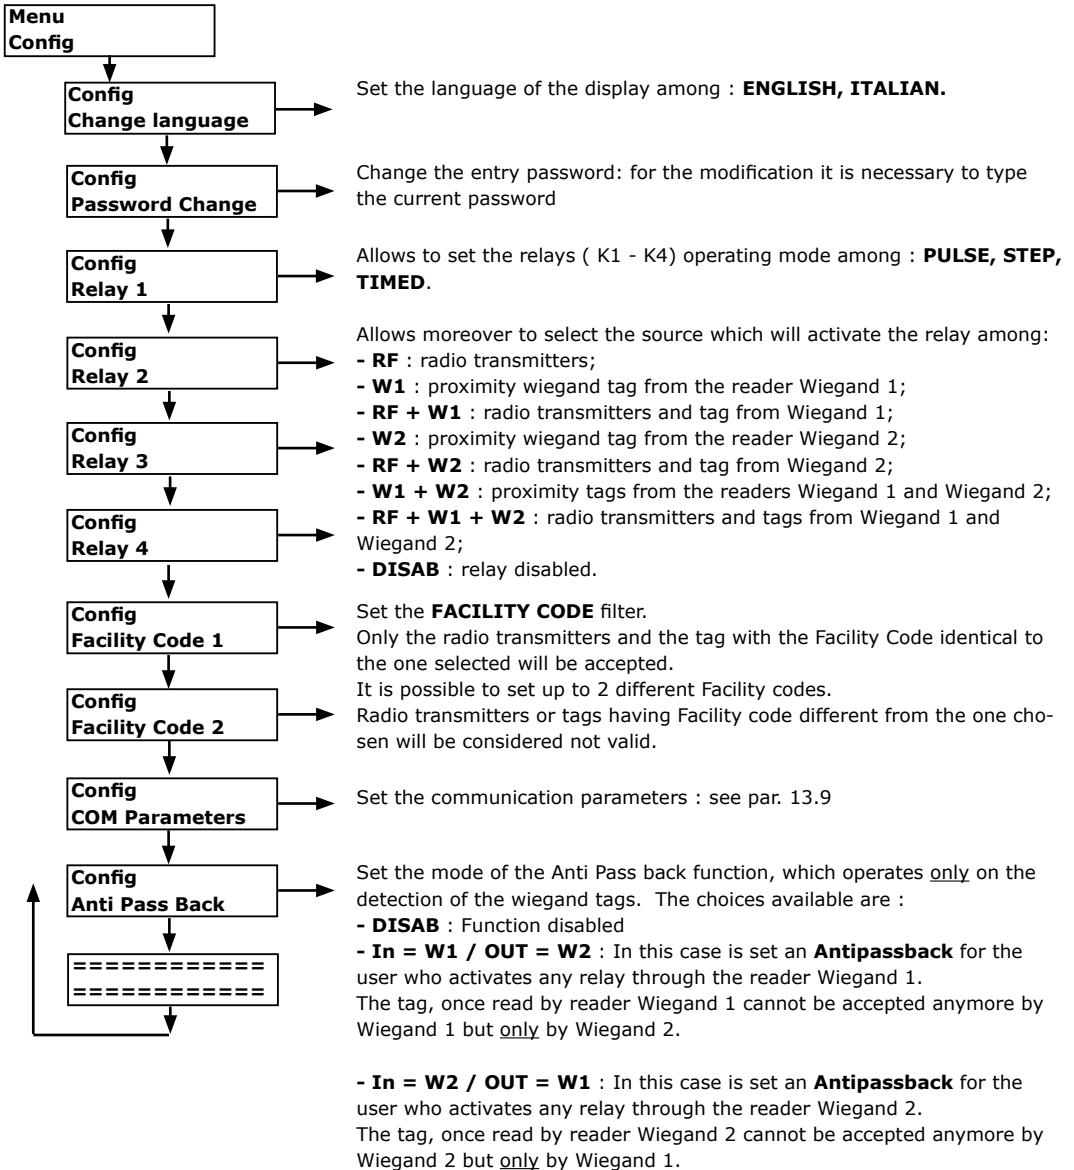 Menu
Config
Config
Change language
Set the language of the display among : ENGLISH, ITALIAN.
Config
Password Change
Change the entry password: for the modification it is necessary to type
the current password
Config
Relay 1
Allows to set the relays ( K1 - K4) operating mode among : PULSE, STEP,
TIMED.
Config
Relay 2
Allows moreover to select the source which will activate the relay among:
- RF : radio transmitters;
- W1 : proximity wiegand tag from the reader Wiegand 1;
- RF + W1 : radio transmitters and tag from Wiegand 1;
Config
Relay 3
- W2 : proximity wiegand tag from the reader Wiegand 2;
- RF + W2 : radio transmitters and tag from Wiegand 2;
- W1 + W2 : proximity tags from the readers Wiegand 1 and Wiegand 2;
Config
Relay 4
- RF + W1 + W2 : radio transmitters and tags from Wiegand 1 and
Wiegand 2;
- DISAB : relay disabled.
Config
Facility Code 1
Set the FACILITY CODE filter.
Only the radio transmitters and the tag with the Facility Code identical to
the one selected will be accepted.
It is possible to set up to 2 different Facility codes.
Config
Facility Code 2
Radio transmitters or tags having Facility code different from the one cho-
sen will be considered not valid.
Config
COM Parameters
Set the communication parameters : see par. 13.9
Config
Anti Pass Back
Set the mode of the Anti Pass back function, which operates only on the
detection of the wiegand tags.  The choices available are :
- DISAB : Function disabled
- In = W1 / OUT = W2 : In this case is set an Antipassback for the
user who activates any relay through the reader Wiegand 1.
The tag, once read by reader Wiegand 1 cannot be accepted anymore by
Wiegand 1 but only by Wiegand 2.
============
============
- In = W2 / OUT = W1 : In this case is set an Antipassback for the
user who activates any relay through the reader Wiegand 2.
The tag, once read by reader Wiegand 2 cannot be accepted anymore by
Wiegand 2 but only by Wiegand 1.